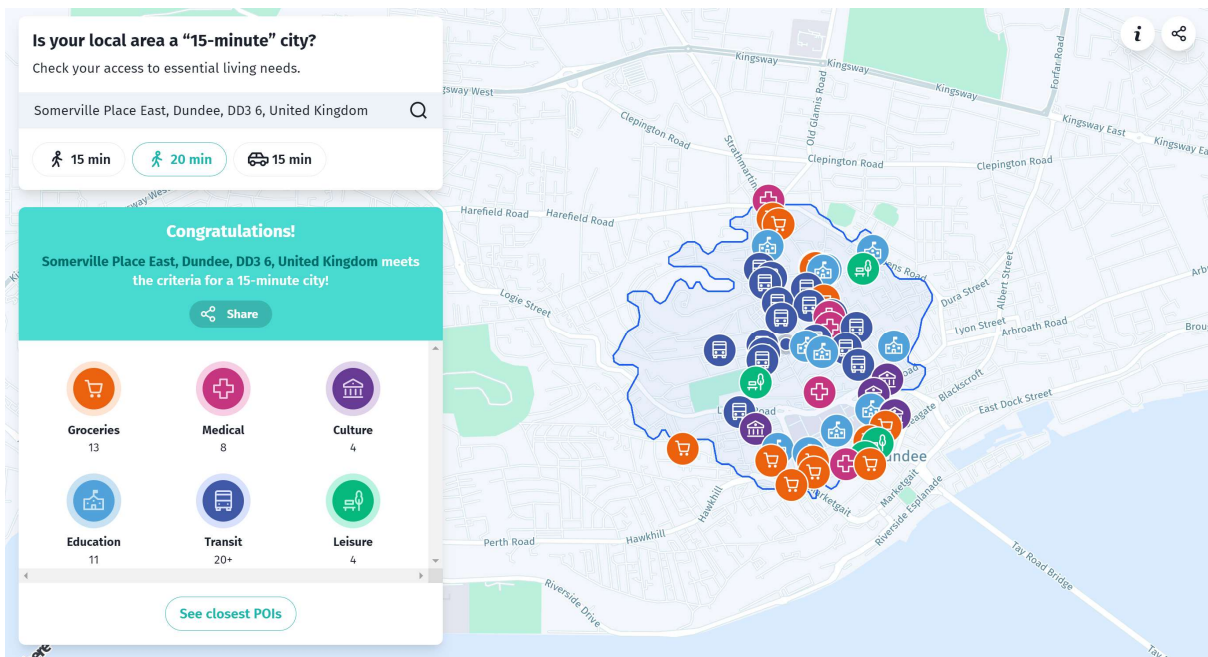 Is your local area a “15-minute” city?
Check your access to essential living needs.
Somerville Place East, Dundee, DD3 6, United Kingdom
15 min
20 min
15 min
Congratulations!
Somerville Place East, Dundee, DD3 6, United Kingdom meets
the criteria for a 15-minute city!
Share
Groceries
13
Medical
8
Culture
4
Education
11
Transit
20+
Leisure
4
See closest POIs
i
Kingsway
Kingsway
Kingsway
Kingsway East
Forfar Road
Old Glamis Road
Clepington Road
Clepington Road
Clepington Road
Harefield Road
Harefield Road
Logie Street
Dura Street
Albert Street
Lyon Street
Arbroath Road
Blackscroft
East Dock Street
Marketgait
Marketgait
Hawkhill
Hawkhill
Perth Road
Riverside Drive
Riverside Esplanade
Tay Road Bridge